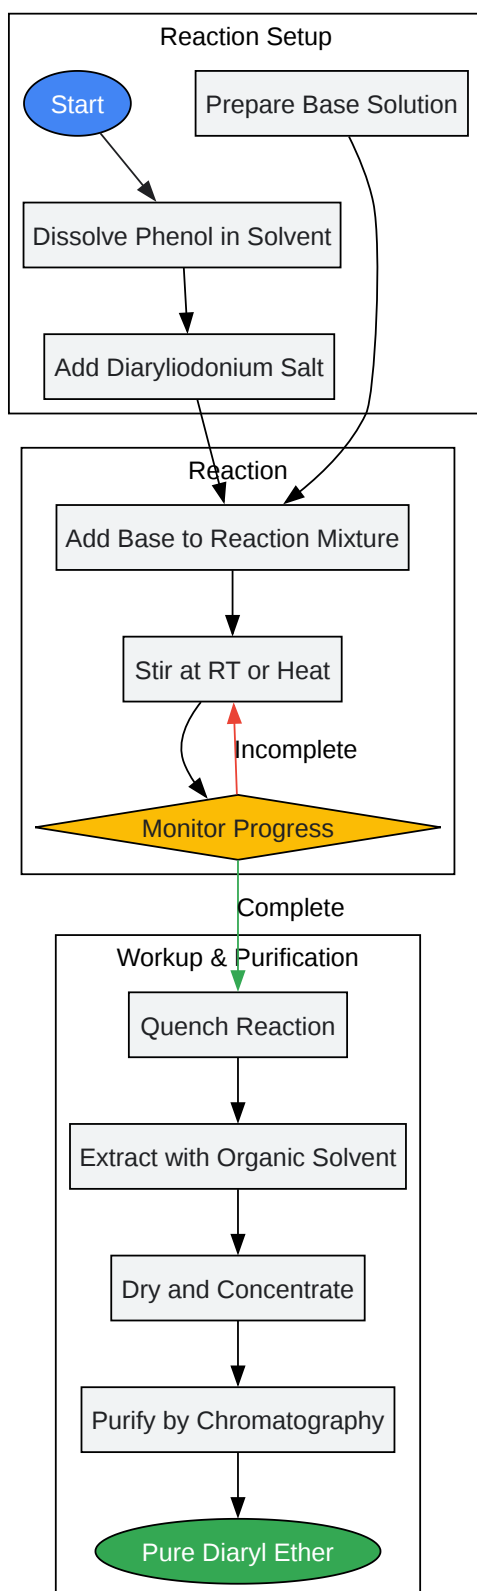 Reaction Setup
Start
Prepare Base Solution
Dissolve Phenol in Solvent
Add Diaryliodonium Salt
Reaction
Add Base to Reaction Mixture
Stir at RT or Heat
Incomplete
Monitor Progress
Complete
Workup & Purification
Quench Reaction
Extract with Organic Solvent
Dry and Concentrate
Purify by Chromatography
Pure Diaryl Ether